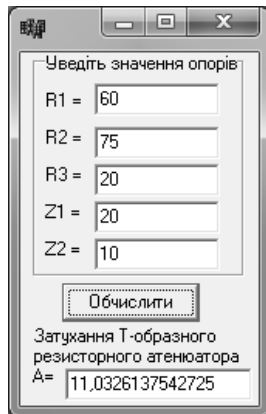 Уведіть значення опорів
R1 = 60
R2 = 75
R3 = 20
Z1 = 20
Z2 = 10
Обчислити
Затухання Т-образного
резисторного атенюатора
A= 11,0326137542725